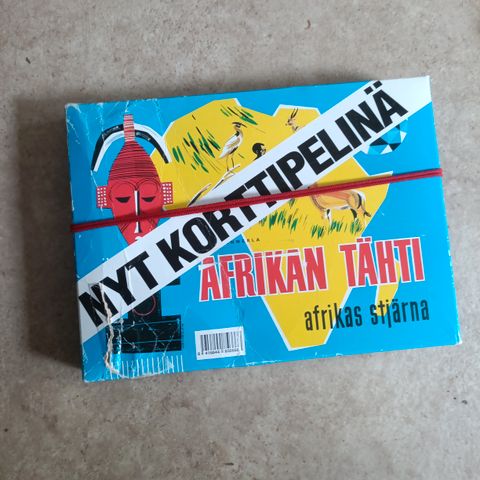 NYT KORTTIPELINÄ
AFRIKAN TÄHTI
afrikas stjärna